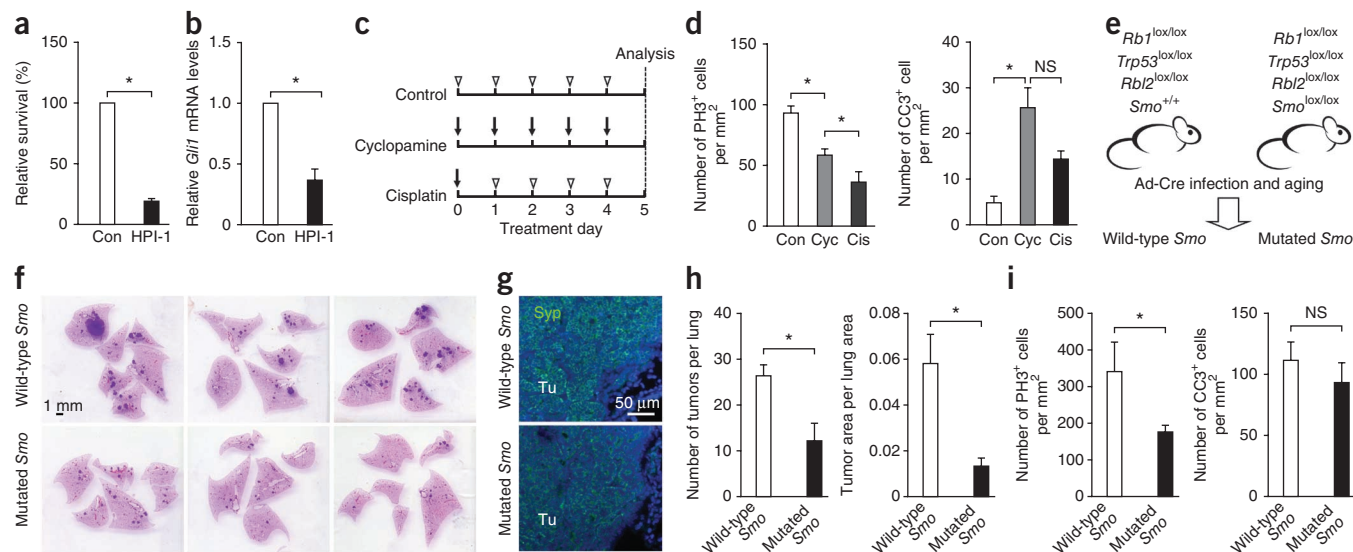 a
Relative survival (%)
150
100
50
0
*
Con HPI-1
b
Relative Gli1 mRNA levels
1.5
1.0
0.5
0
*
Con HPI-1
c
Analysis
Control
Cyclopamine
Cisplatin
0 1 2 3 4 5
Treatment day
d
Number of PH3+ cells
per mm2
150
100
50
0
*
*
Con Cyc Cis
Number of CC3+ cell
per mm2
40
30
20
10
0
* NS
Con Cyc Cis
e
Rb1lox/lox
Trp53lox/lox
Rbl2lox/lox
Smo+/+
Rb1lox/lox
Trp53lox/lox
Rbl2lox/lox
Smolox/lox
Ad-Cre infection and aging
Wild-type Smo
Mutated Smo
f
Wild-type Smo
1 mm
Mutated Smo
g
Wild-type Smo
Syp
Tu
50 μm
Mutated Smo
Tu
h
Number of tumors per lung
40
30
20
10
0
*
Wild-type
Smo
Mutated
Smo
Tumor area per lung area
0.08
0.06
0.04
0.02
0
*
Wild-type
Smo
Mutated
Smo
i
Number of PH3+ cells
per mm2
500
400
300
200
100
0
*
Wild-type
Smo
Mutated
Smo
Number of CC3+ cells
per mm2
150
100
50
0
NS
Wild-type
Smo
Mutated
Smo